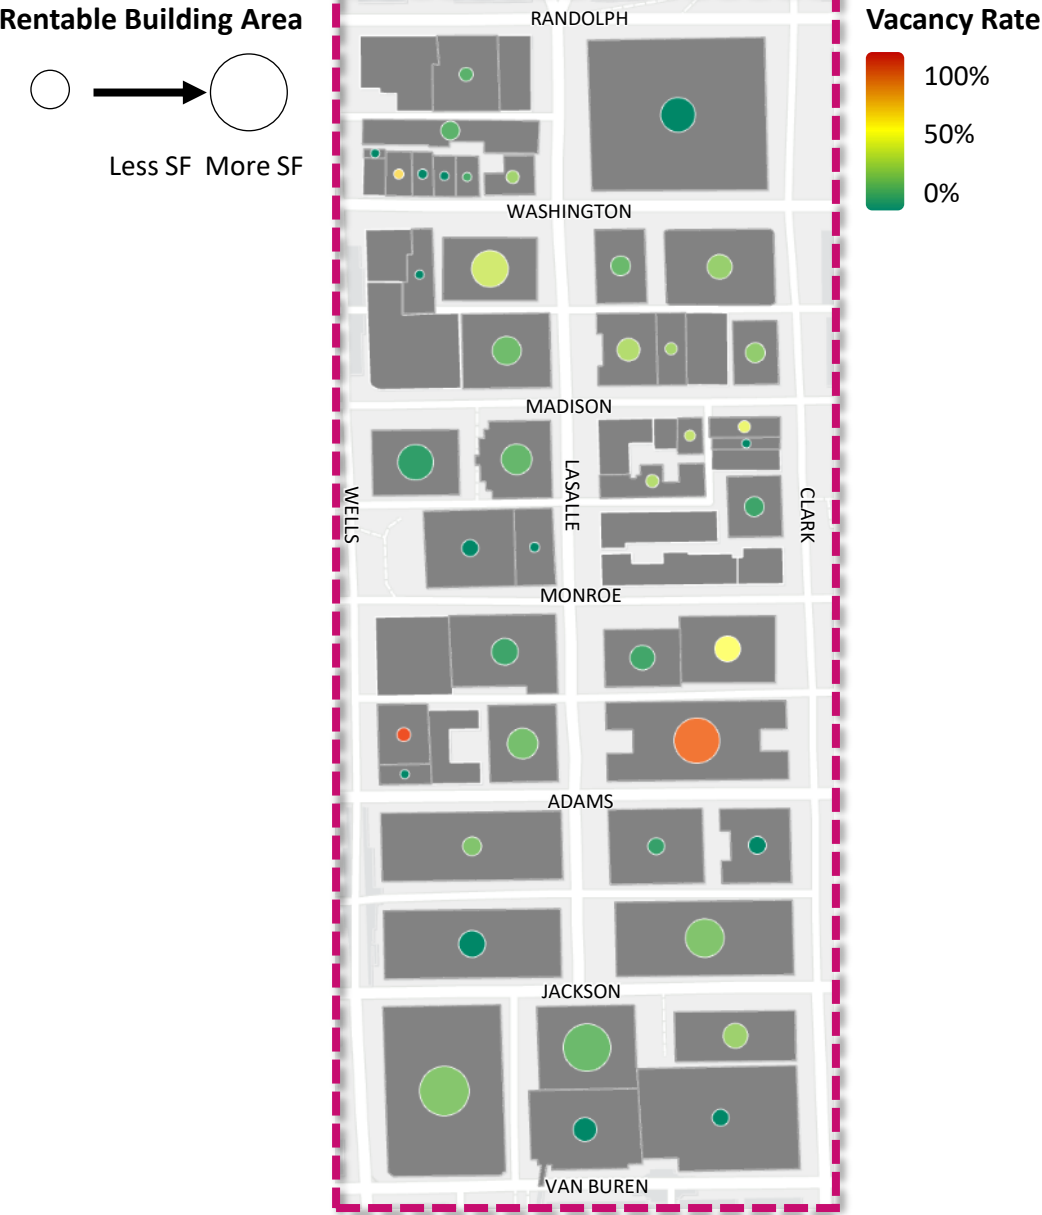 Rentable Building Area
Less SF More SF
Vacancy Rate
100%
50%
0%
RANDOLPH
WASHINGTON
MADISON
WELLS
LASALLE
CLARK
MONROE
ADAMS
JACKSON
VAN BUREN